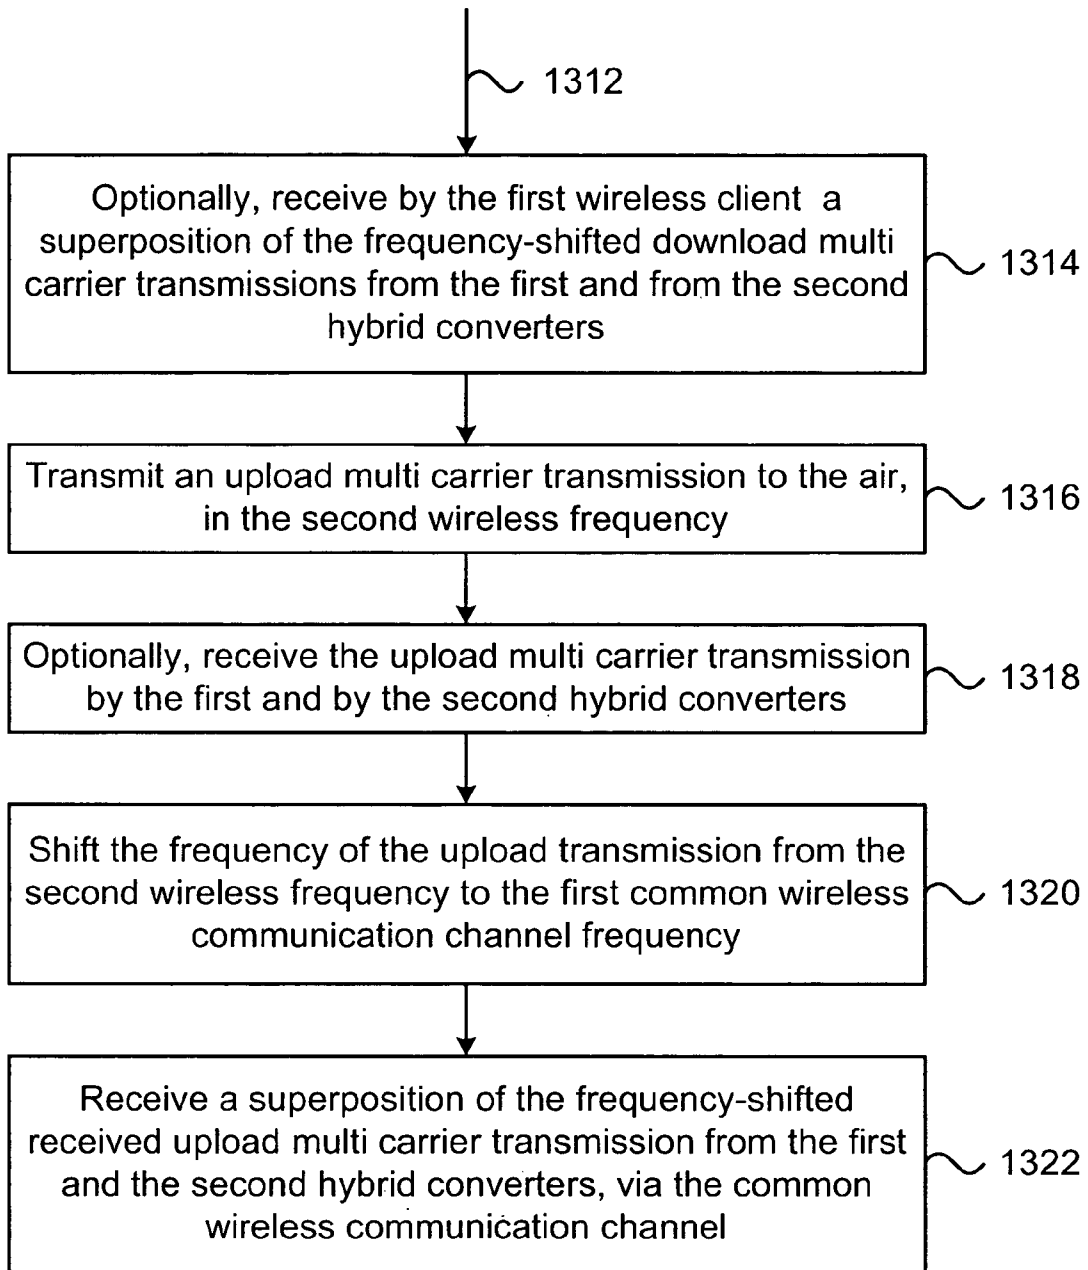 1312
Optionally, receive by the first wireless client a
superposition of the frequency-shifted download multi
carrier transmissions from the first and from the second
hybrid converters
1314
Transmit an upload multi carrier transmission to the air,
in the second wireless frequency
1316
Optionally, receive the upload multi carrier transmission
by the first and by the second hybrid converters
1318
Shift the frequency of the upload transmission from the
second wireless frequency to the first common wireless
communication channel frequency
1320
Receive a superposition of the frequency-shifted
received upload multi carrier transmission from the first
and the second hybrid converters, via the common
wireless communication channel
1322